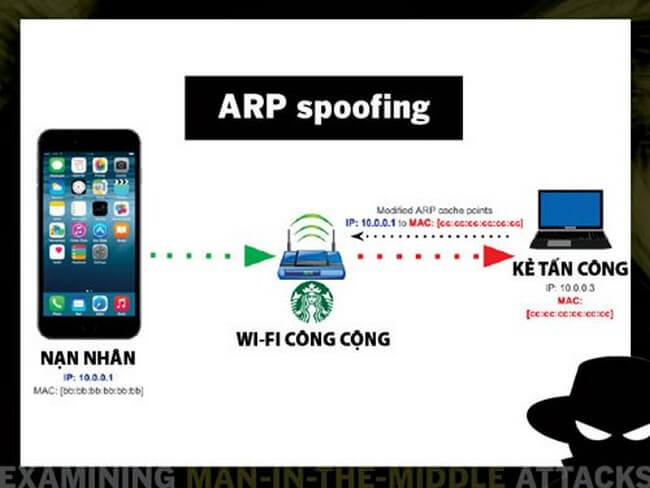 ARP spoofing
Modified ARP cache points
IP: 10.0.0.1 to MAC: [cc:cc:cc:cc:cc:cc]
KẺ TẤN CÔNG
IP: 10.0.0.3
MAC:
[cc:cc:cc:cc:cc:cc]
WI-FI CÔNG CỘNG
NẠN NHÂN
IP: 10.0.0.1
MAC: [bb:bb:bb:bb:bb:bb]
EXAMINING MAN-IN-THE-MIDDLE ATTACKS